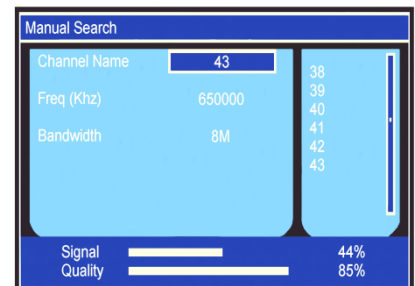 Manual Search
Channel Name 43
Freq (Khz) 650000
Bandwidth 8M
38
39
40
41
42
43
Signal 44%
Quality 85%